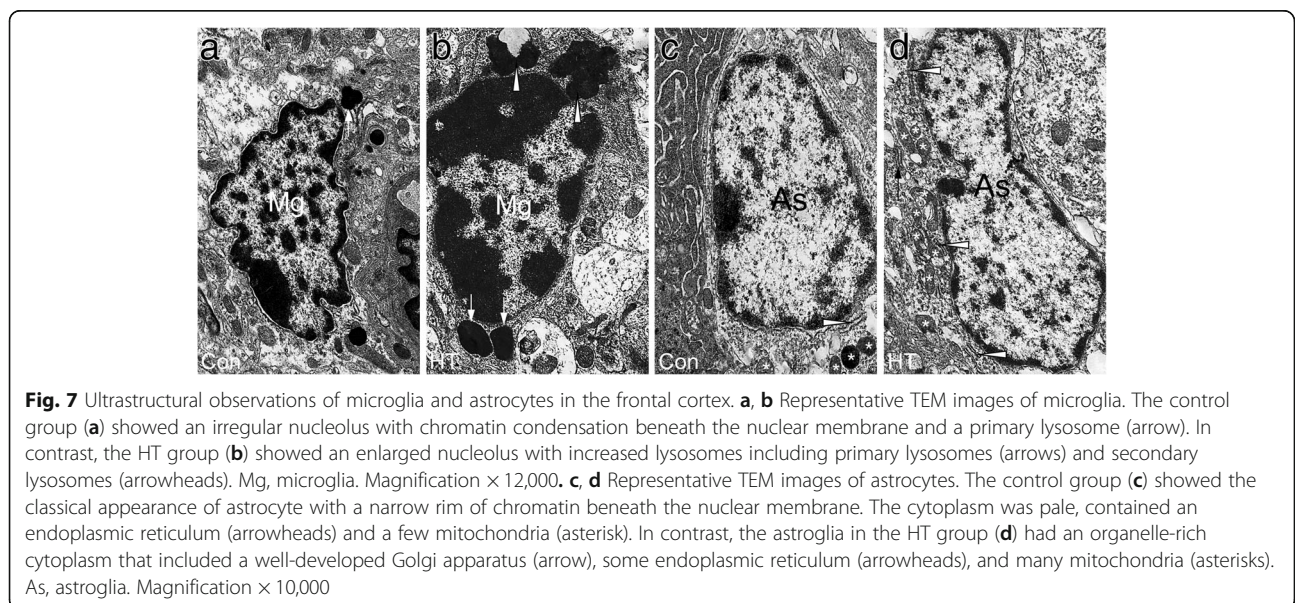 a b c d
Mg Mg As As
Con HT Con HT
Fig. 7 Ultrastructural observations of microglia and astrocytes in the frontal cortex. a, b Representative TEM images of microglia. The control
group (a) showed an irregular nucleolus with chromatin condensation beneath the nuclear membrane and a primary lysosome (arrow). In
contrast, the HT group (b) showed an enlarged nucleolus with increased lysosomes including primary lysosomes (arrows) and secondary
lysosomes (arrowheads). Mg, microglia. Magnification × 12,000. c, d Representative TEM images of astrocytes. The control group (c) showed the
classical appearance of astrocyte with a narrow rim of chromatin beneath the nuclear membrane. The cytoplasm was pale, contained an
endoplasmic reticulum (arrowheads) and a few mitochondria (asterisk). In contrast, the astroglia in the HT group (d) had an organelle-rich
cytoplasm that included a well-developed Golgi apparatus (arrow), some endoplasmic reticulum (arrowheads), and many mitochondria (asterisks).
As, astroglia. Magnification × 10,000